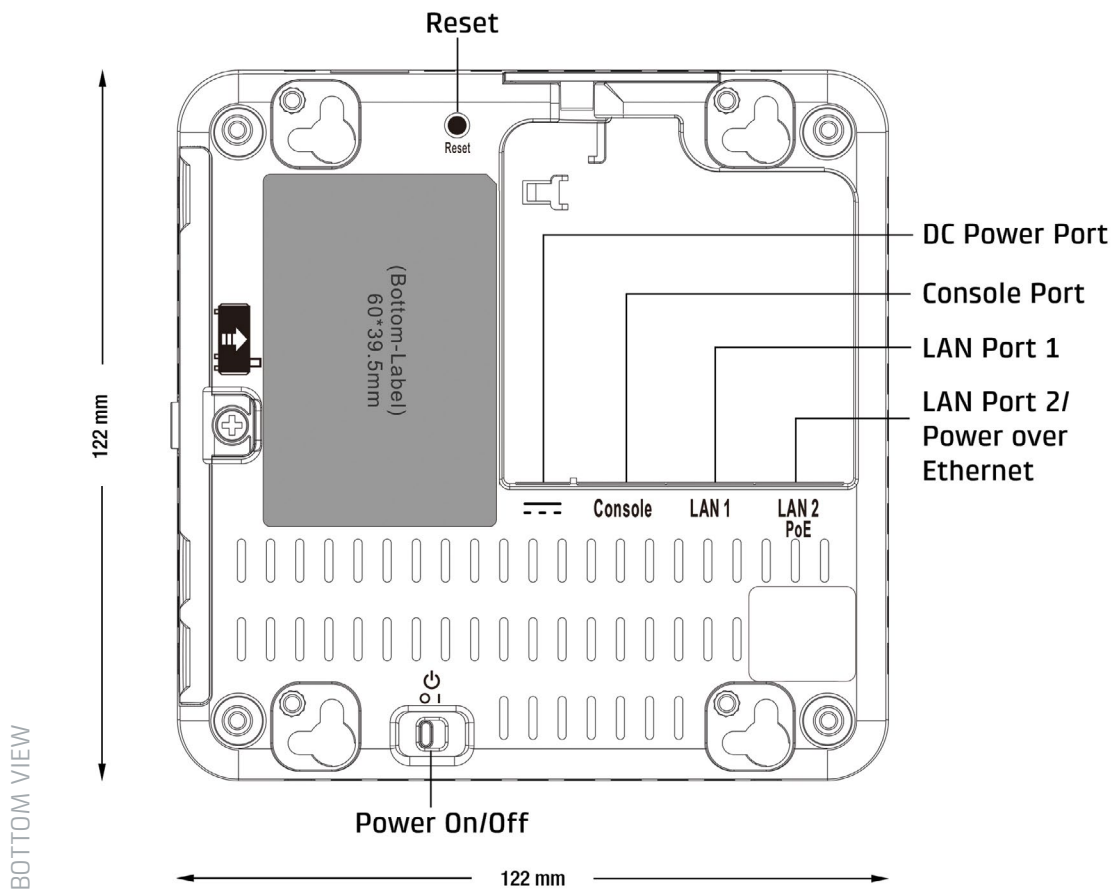 Reset
Reset
DC Power Port
Console Port
LAN Port 1
LAN Port 2/
Power over
Ethernet
(Bottom-Label)
60*39.5mm
122 mm
Console
LAN 1
LAN 2
PoE
Power On/Off
122 mm
BOTTOM VIEW